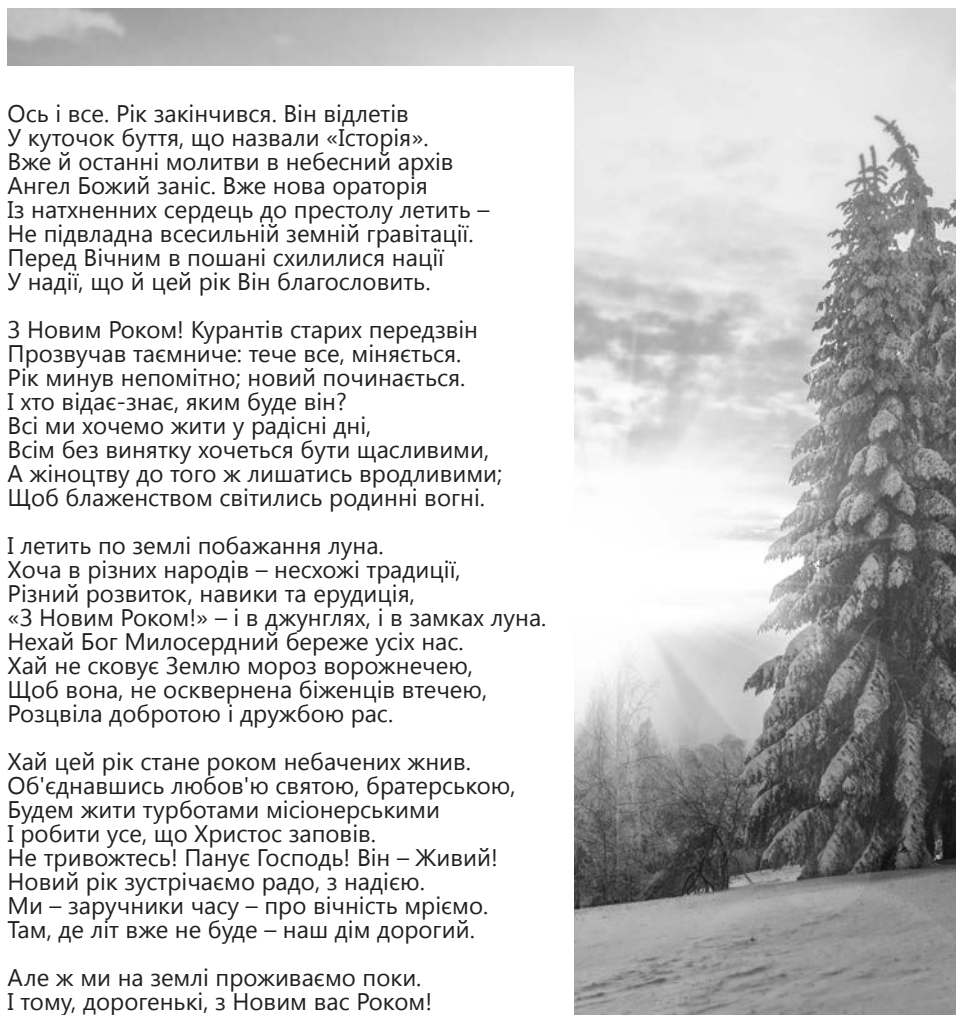 Ось і все. Рік закінчився. Він відлетів
У куточок буття, що назвали «Історія».
Вже й останні молитви в небесний архів
Ангел Божий заніс. Вже нова ораторія
Із натхненних сердець до престолу летить –
Не підвладна всесильній земній гравітації.
Перед Вічним в пошані схилилися нації
У надії, що й цей рік Він благословить.

З Новим Роком! Курантів старих передзвін
Прозвучав таємниче: тече все, міняється.
Рік минув непомітно; новий починається.
І хто відає-знає, яким буде він?
Всі ми хочемо жити у радісні дні,
Всім без винятку хочеться бути щасливими,
А жіноцтву до того ж лишатись вродливими;
Щоб блаженством світились родинні вогні.

І летить по землі побажання луна.
Хоча в різних народів – несхожі традиції,
Різний розвиток, навики та ерудиція,
«З Новим Роком!» – і в джунглях, і в замках луна.
Нехай Бог Милосердний береже усіх нас.
Хай не сковує Землю мороз ворожнечею,
Щоб вона, не осквернена біженців втечею,
Розцвіла добротою і дружбою рас.

Хай цей рік стане роком небачених жнив.
Об'єднавшись любов'ю святою, братерською,
Будем жити турботами місіонерськими
І робити усе, що Христос заповів.
Не тривожтесь! Панує Господь! Він – Живий!
Новий рік зустрічаємо радо, з надією.
Ми – заручники часу – про вічність мріємо.
Там, де літ вже не буде – наш дім дорогий.

Але ж ми на землі проживаємо поки.
І тому, дорогенькі, з Новим вас Роком!